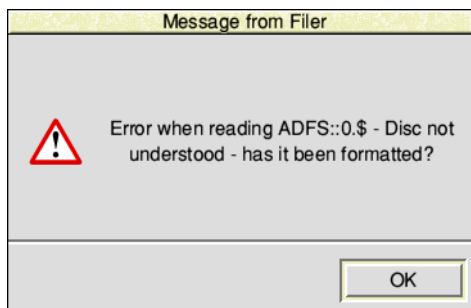 Message from Filer
Error when reading ADFS::0.$ - Disc not
understood - has it been formatted?
OK